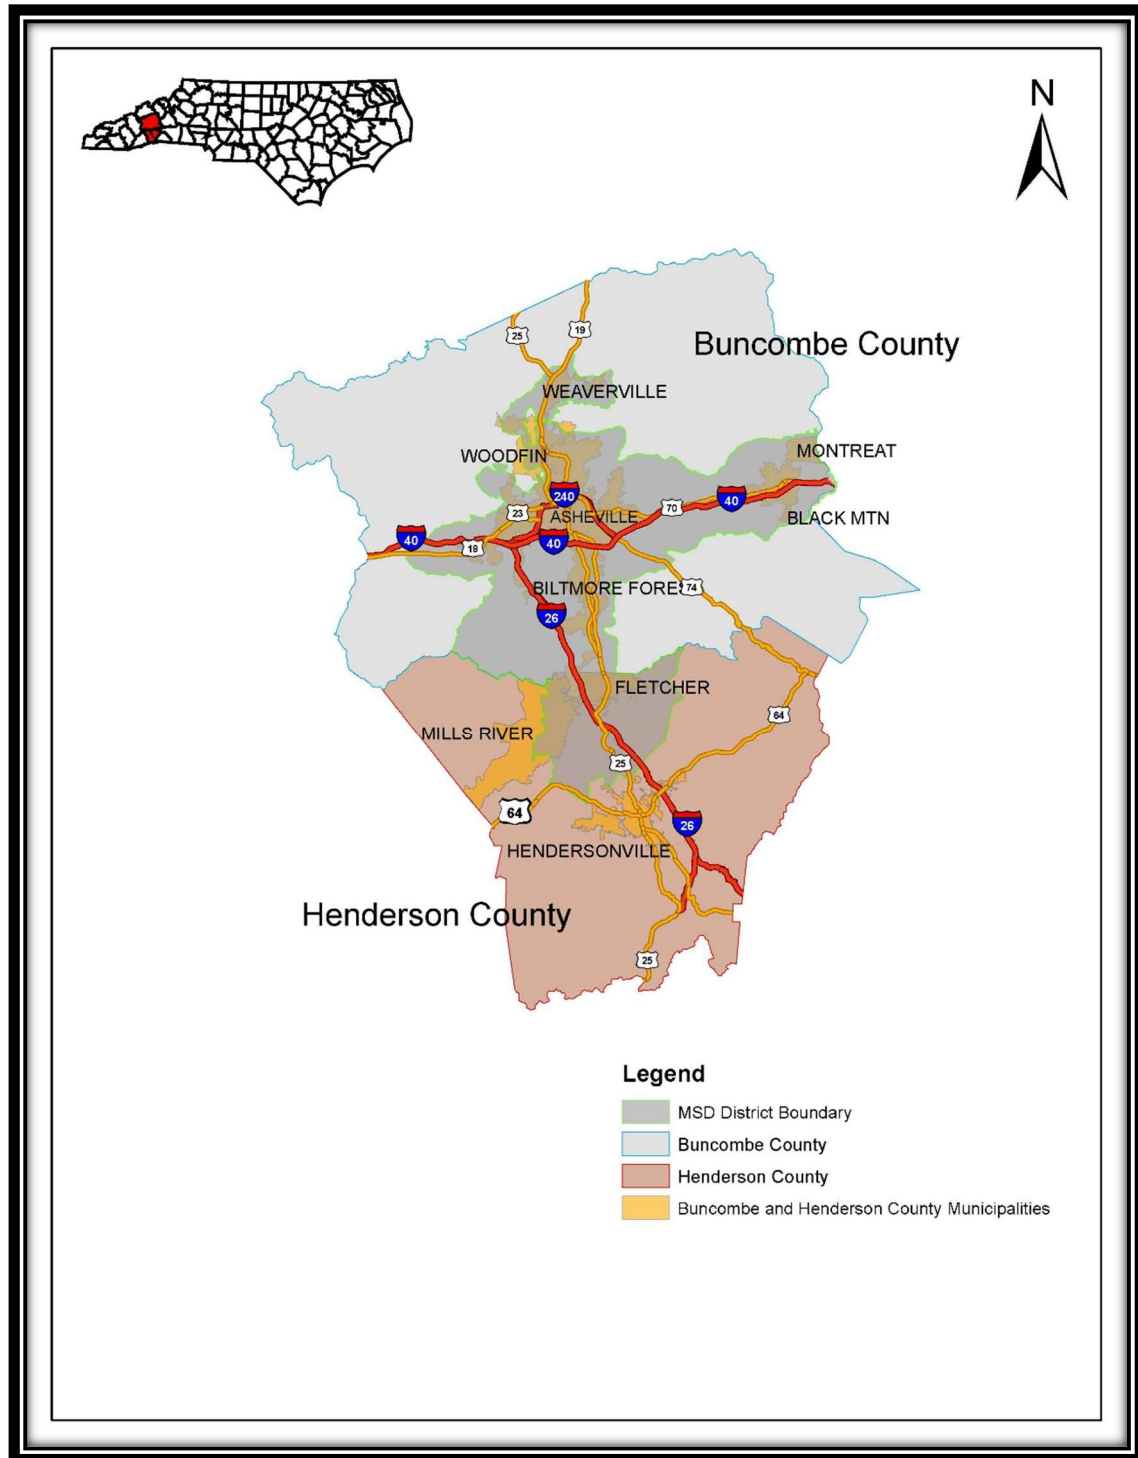 N
Buncombe County
25
19
WEAVERVILLE
WOODFIN
MONTREAT
240
40
70
23
ASHEVILLE
BLACK MTN
40
19
40
BILTMORE FORES
74
26
FLETCHER
64
MILLS RIVER
25
64
26
HENDERSONVILLE
Henderson County
25
Legend
MSD District Boundary
Buncombe County
Henderson County
Buncombe and Henderson County Municipalities